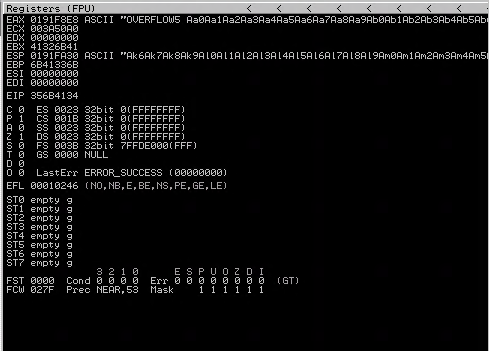 Registers (FPU) < < < < < < <
EAX 0191F8E8 ASCII "OVERFLOW5 Aa0Aa1Aa2Aa3Aa4Aa5Aa6Aa7Aa8Aa9Ab0Ab1Ab2Ab3Ab4Ab5Ab
ECX 003A50A0
EDX 00000000
EBX 41326B41
ESP 0191FA30 ASCII "Ak6Ak7Ak8Ak9Al0Al1Al2Al3Al4Al5Al6Al7Al8Al9Am0Am1Am2Am3Am4Am5
EBP 6B41336B
ESI 00000000
EDI 00000000
EIP 356B4134
C 0 ES 0023 32bit 0(FFFFFFFF)
P 1 CS 001B 32bit 0(FFFFFFFF)
A 0 SS 0023 32bit 0(FFFFFFFF)
Z 1 DS 0023 32bit 0(FFFFFFFF)
S 0 FS 003B 32bit 7FFDE000(FFF)
T 0 GS 0000 NULL
D 0
O 0 LastErr ERROR_SUCCESS (00000000)
EFL 00010246 (NO,NB,E,BE,NS,PE,GE,LE)
ST0 empty g
ST1 empty g
ST2 empty g
ST3 empty g
ST4 empty g
ST5 empty g
ST6 empty g
ST7 empty g
3 2 1 0 E S P U O Z D I
FST 0000 Cond 0 0 0 0 Err 0 0 0 0 0 0 0 0 (GT)
FCW 027F Prec NEAR,53 Mask 1 1 1 1 1 1